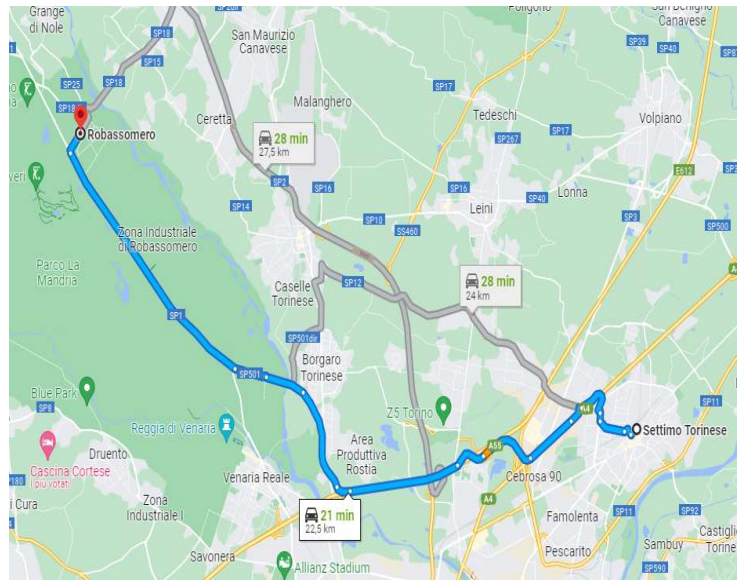 Grange
di Nole
SP18
SP2dir
Poligono
San Benigno
Canavese
SP39
SP40
SP87
San Maurizio
Canavese
SP18
SP15
SP25
SP18
SP17
Malanghero
Tedeschi
Volpiano
Robassomero
Ceretta
28 min
27,5 km
SP267
SP17
E612
SP2
SP16
SP16
Lonna
SP40
SP3
Leini
SP14
SP10
SP500
SS460
Zona Industriale
di Robassomero
Parco La
Mandria
28 min
24 km
Caselle
Torinese
SP12
SP1
SP501dir
Borgaro
Torinese
SP501
SP11
A4
Settimo Torinese
Blue Park
SP8
Reggia di Venaria
Z5 Torino
A55
Druento
Cascina Cortese
I più votati
Area
Produttiva
Rostia
Cebrosa 90
Venaria Reale
SP180
i Cura
Zona
Industriale I
A4
21 min
22,5 km
SP11
SP92
Famolenta
Castigl
Torine
Savonera
Pescarito
Sambuy
Allianz Stadium
SP590